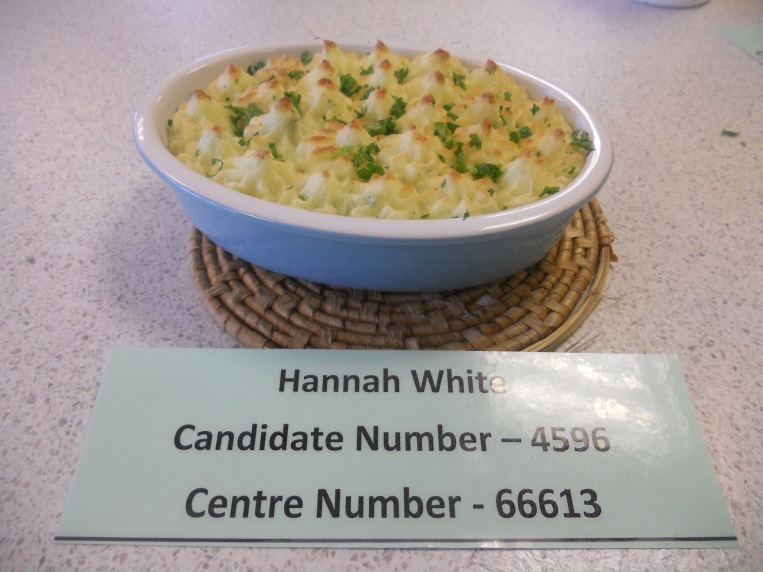 Hannah White
Candidate Number – 4596
Centre Number - 66613